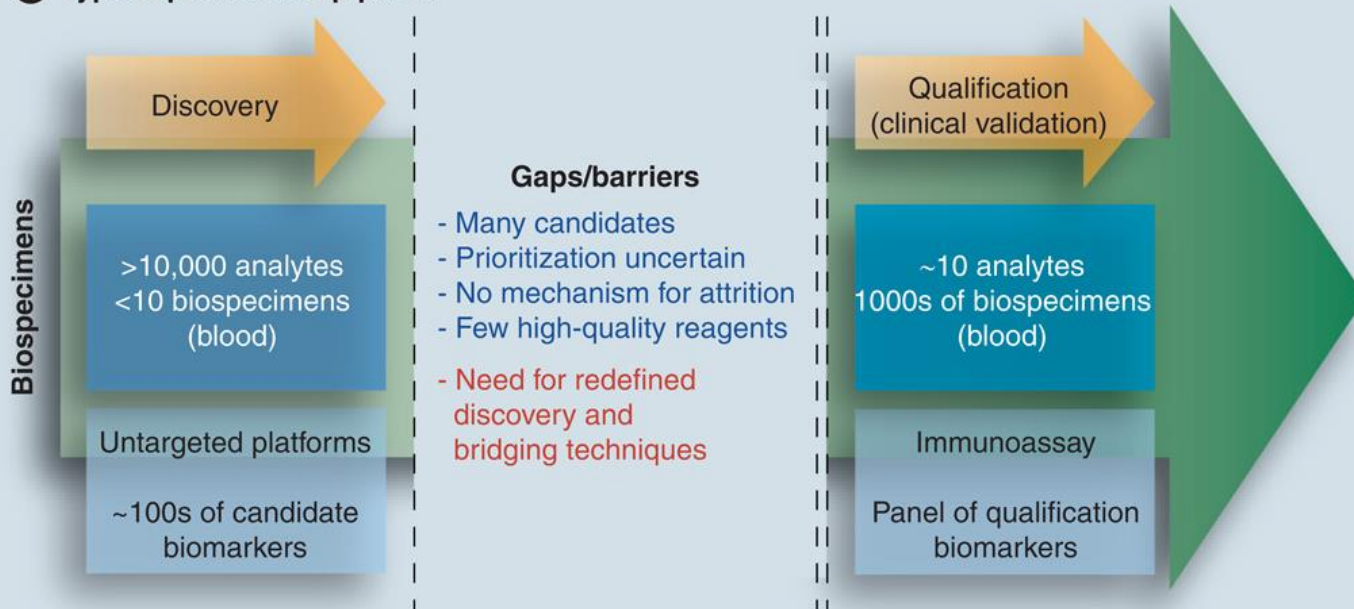 Discovery
Biospecimens
>10,000 analytes
<10 biospecimens
(blood)
Untargeted platforms
~100s of candidate
biomarkers
Gaps/barriers
- Many candidates
- Prioritization uncertain
- No mechanism for attrition
- Few high-quality reagents
- Need for redefined
discovery and
bridging techniques
Qualification
(clinical validation)
~10 analytes
1000s of biospecimens
(blood)
Immunoassay
Panel of qualification
biomarkers